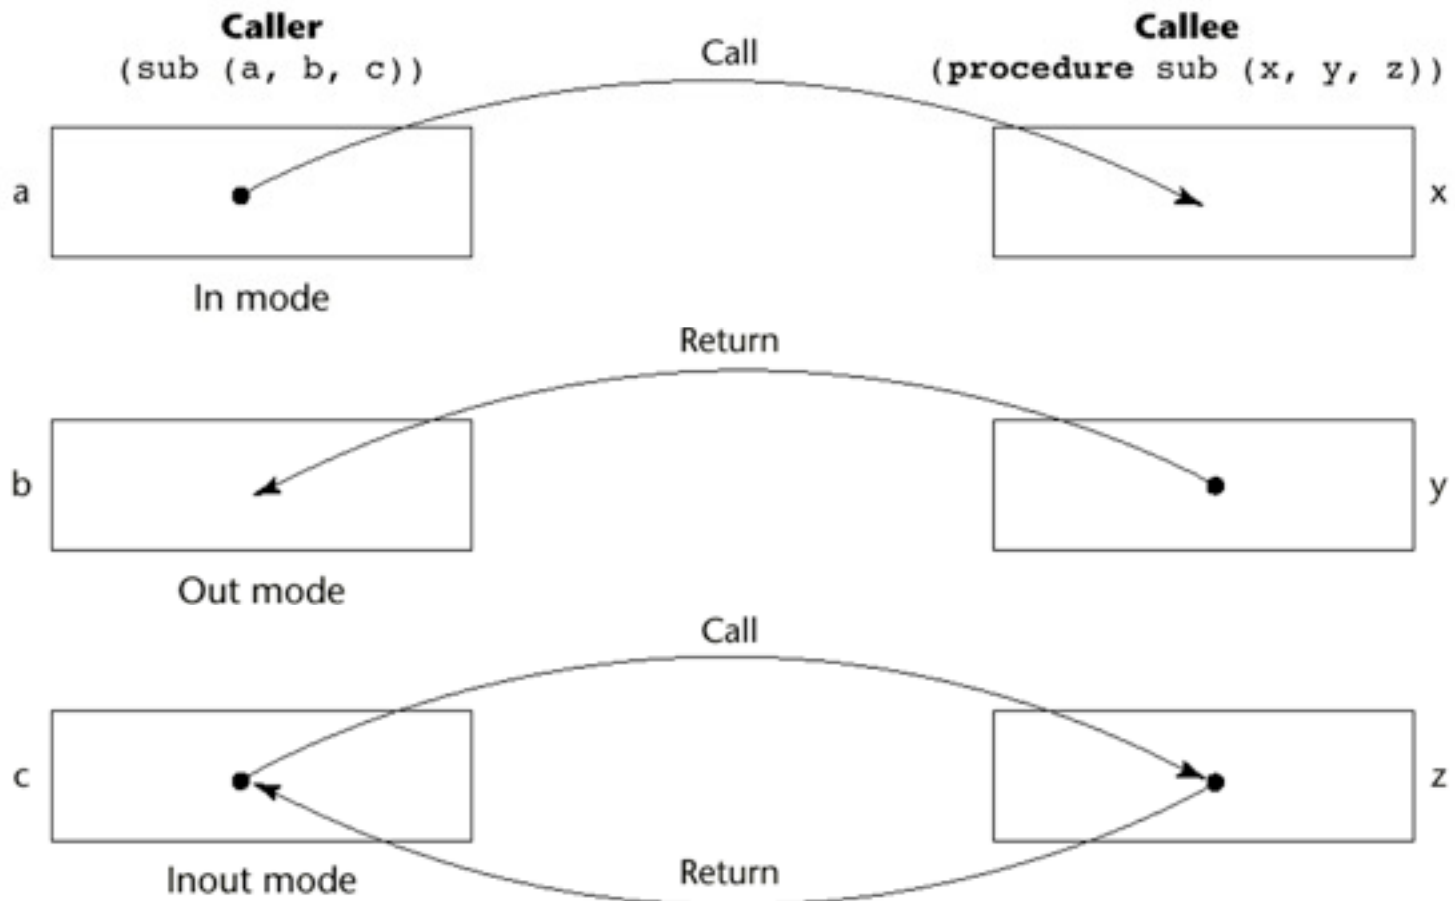 Caller
Callee
(sub (a, b, c))
Call
(procedure sub (x, y, z))
a
x
In mode
Return
b
y
Out mode
Call
c
z
Inout mode
Return